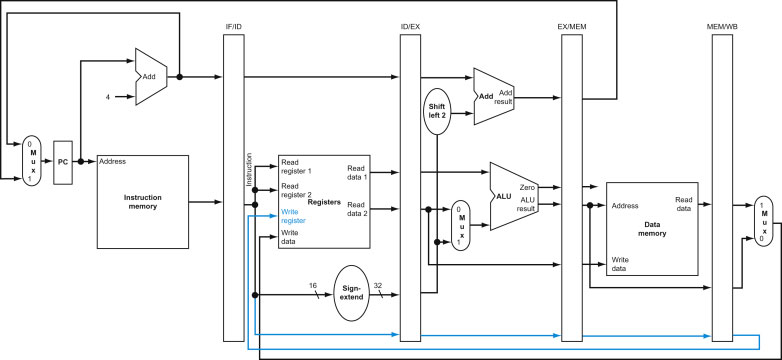 IF/ID
ID/EX
EX/MEM
MEM/WB
Add
4
Shift
left 2
Add
Add
result
0
M
u
x
1
PC
Address
Instruction
memory
Instruction
Read
register 1
Read
register 2
Write
register
Write
data
Registers
Read
data 1
Read
data 2
0
M
u
x
1
ALU
Zero
ALU
result
Address
Read
data
Data
memory
Write
data
1
M
u
x
0
16
Sign-
extend
32